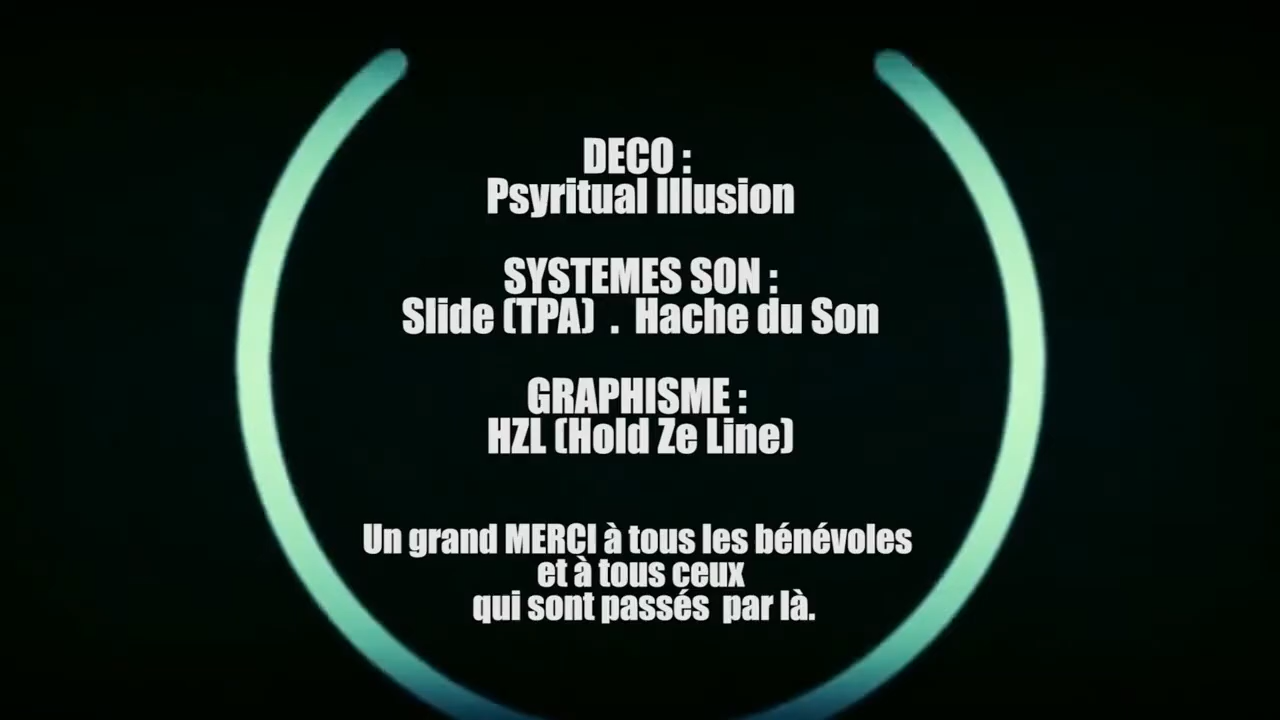 DECO :
Psyritual Illusion
SYSTEMES SON :
Slide (TPA) . Hache du Son
GRAPHISME :
HZL (Hold Ze Line)
Un grand MERCI à tous les bénévoles
et à tous ceux
qui sont passés par là.